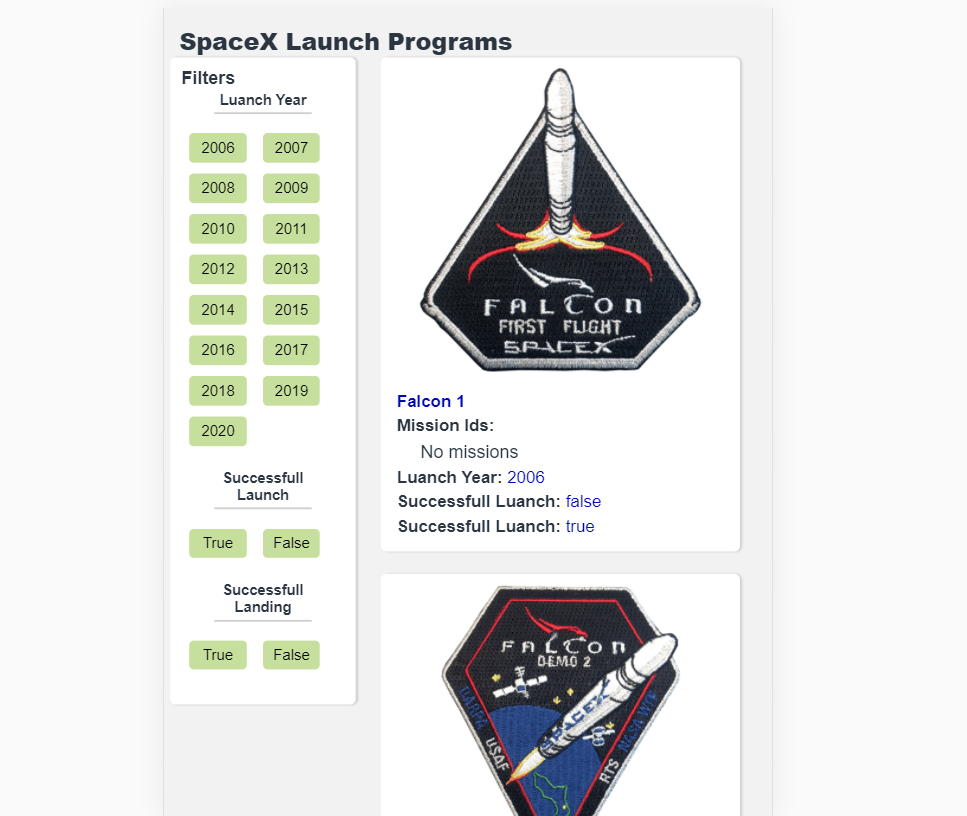 SpaceX Launch Programs
Filters
Luanch Year
2006 2007
2008 2009
2010 2011
2012 2013
2014 2015
2016 2017
2018 2019
2020
Successfull
Launch
True False
Successfull
Landing
True False
FALCON
FIRST FLIGHT
SPACEX
Falcon 1
Mission Ids:
No missions
Luanch Year: 2006
Successfull Luanch: false
Successfull Luanch: true
FALCON
DEMO 2
SPACEX
DARPA
USAF
RTS